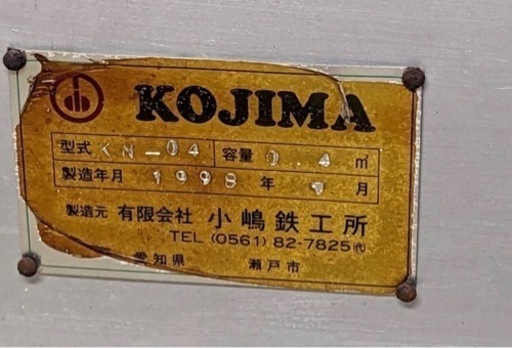 KOJIMA
型式 KN-04 容量 0.4 ㎥
製造年月 1998 年 7 月
製造元 有限会社 小嶋鉄工所
TEL (0561) 82-7825㈹
愛知県 瀬戸市